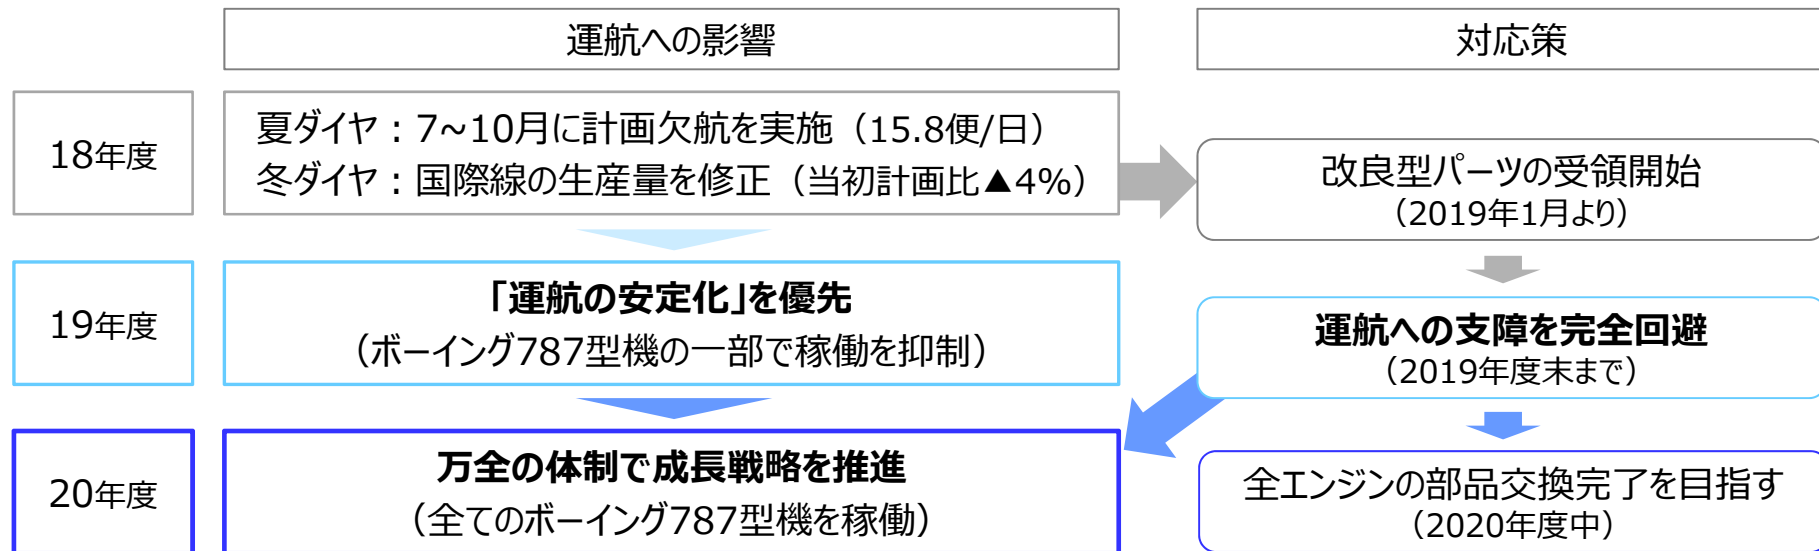 運航への影響
対応策
18年度
夏ダイヤ：7~10月に計画欠航を実施（15.8便/日）
冬ダイヤ：国際線の生産量を修正（当初計画比▲4%）
改良型パーツの受領開始
（2019年1月より）
19年度
「運航の安定化」を優先
（ボーイング787型機の一部で稼働を抑制）
運航への支障を完全回避
（2019年度末まで）
20年度
万全の体制で成長戦略を推進
（全てのボーイング787型機を稼働）
全エンジンの部品交換完了を目指す
（2020年度中）